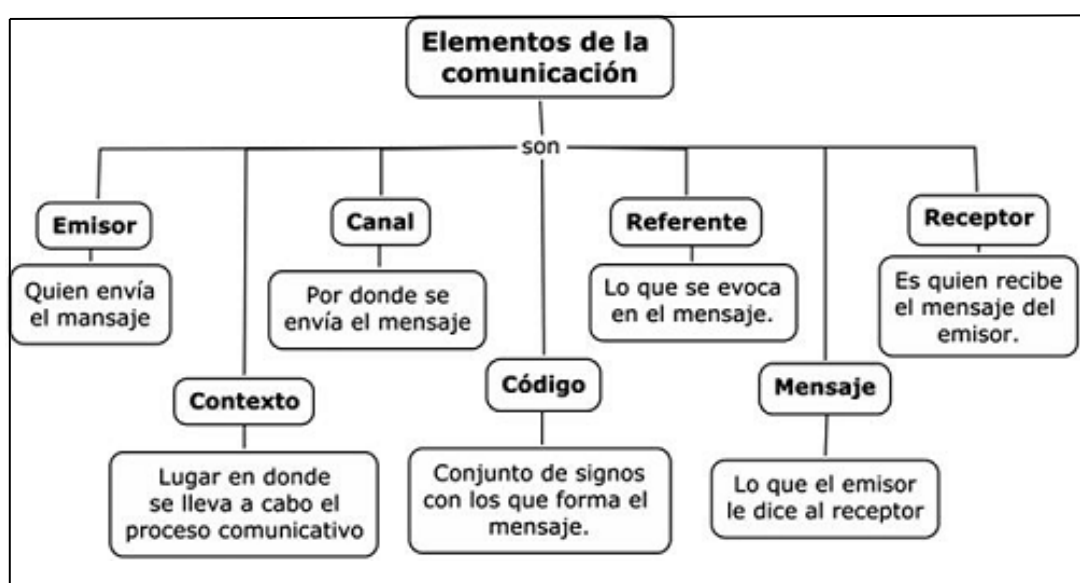 Elementos de la
comunicación
son
Emisor
Quien envía
el mansaje
Contexto
Lugar en donde
se lleva a cabo el
proceso comunicativo
Canal
Por donde se
envía el mensaje
Código
Conjunto de signos
con los que forma el
mensaje.
Referente
Lo que se evoca
en el mensaje.
Mensaje
Lo que el emisor
le dice al receptor
Receptor
Es quien recibe
el mensaje del
emisor.